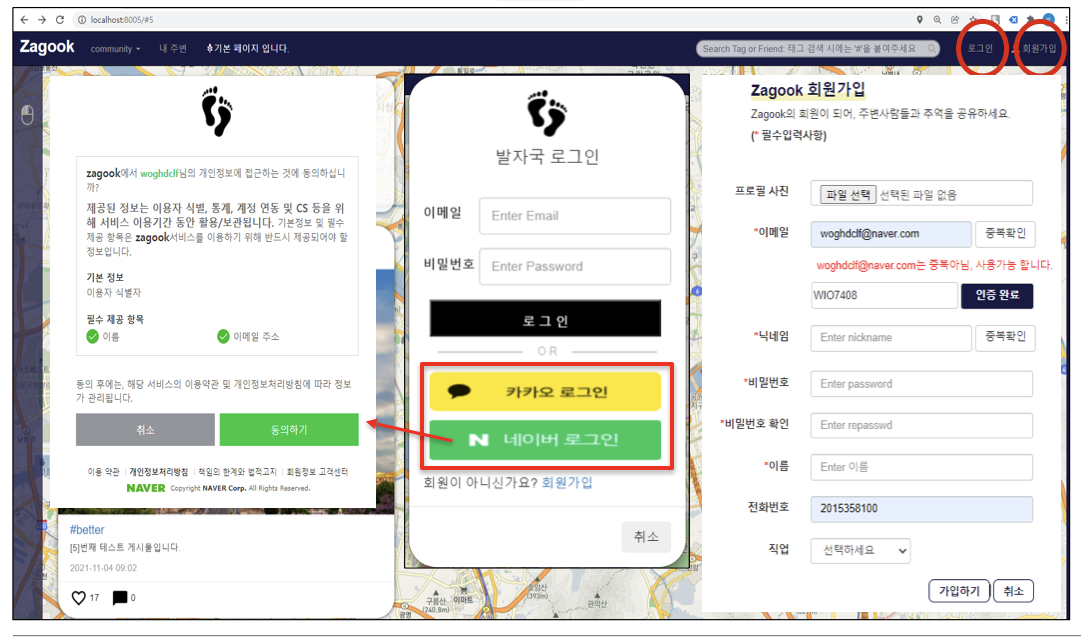 localhost:8005/#5
Zagook community 내 주변 기본 페이지 입니다.
Search Tag or Friend: 태그 검색 시에는 '#'을 붙여주세요
로그인
회원가입
zagook에서 woghdclf님의 개인정보에 접근하는 것에 동의하십니
까?
제공된 정보는 이용자 식별, 통계, 계정 연동 및 CS 등을 위
해 서비스 이용기간 동안 활용/보관됩니다. 기본정보 및 필수
제공 항목은 zagook서비스를 이용하기 위해 반드시 제공되어야 할
정보입니다.
기본 정보
이용자 식별자
필수 제공 항목
이름
이메일 주소
동의 후에는, 해당 서비스의 이용약관 및 개인정보처리방침에 따라 정보
가 관리됩니다.
취소
동의하기
이용 약관 | 개인정보처리방침 | 책임의 한계와 법적고지 | 회원정보 고객센터
NAVER Copyright NAVER Corp. All Rights Reserved.
#better
[5]번째 테스트 게시물입니다.
2021-11-04 09:02
17
0
발자국 로그인
이메일
Enter Email
비밀번호
Enter Password
로그인
OR
카카오 로그인
N 네이버 로그인
회원이 아니신가요? 회원가입
취소
Zagook 회원가입
Zagook의 회원이 되어, 주변사람들과 추억을 공유하세요.
(* 필수입력
사항)
프로필 사진
파일 선택 선택된 파일 없음
*이메일
woghdclf@naver.com
중복확인
woghdclf@naver.com는 중복아님, 사용가능 합니다.
WIO7408
인증 완료
*닉네임
Enter nickname
중복확인
*비밀번호
Enter password
*비밀번호 확인
Enter repasswd
*이름
Enter 이름
전화번호
2015358100
직업
선택하세요
가입하기
취소
구름산
(240.8m)
이마트
(393m)
관악산
광명